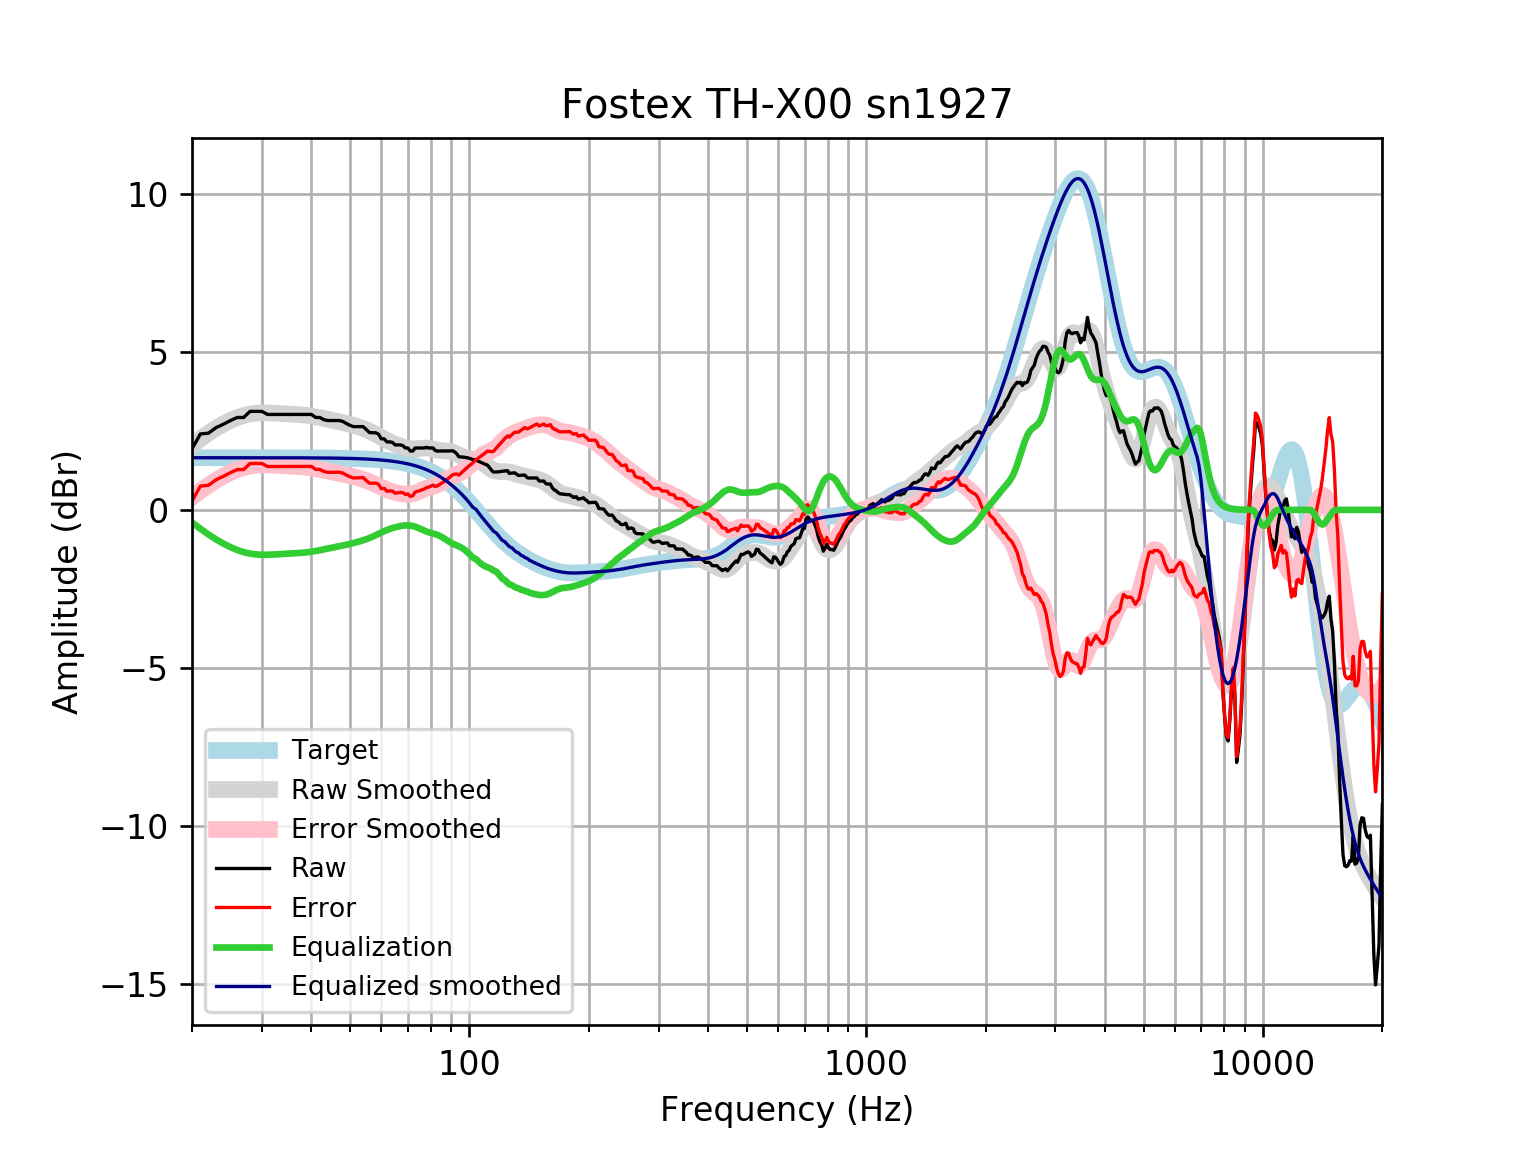 Fostex TH-X00 sn1927
10
5
0
−5
−10
−15
Amplitude (dBr)
Target
Raw Smoothed
Error Smoothed
Raw
Error
Equalization
Equalized smoothed
100
1000
10000
Frequency (Hz)